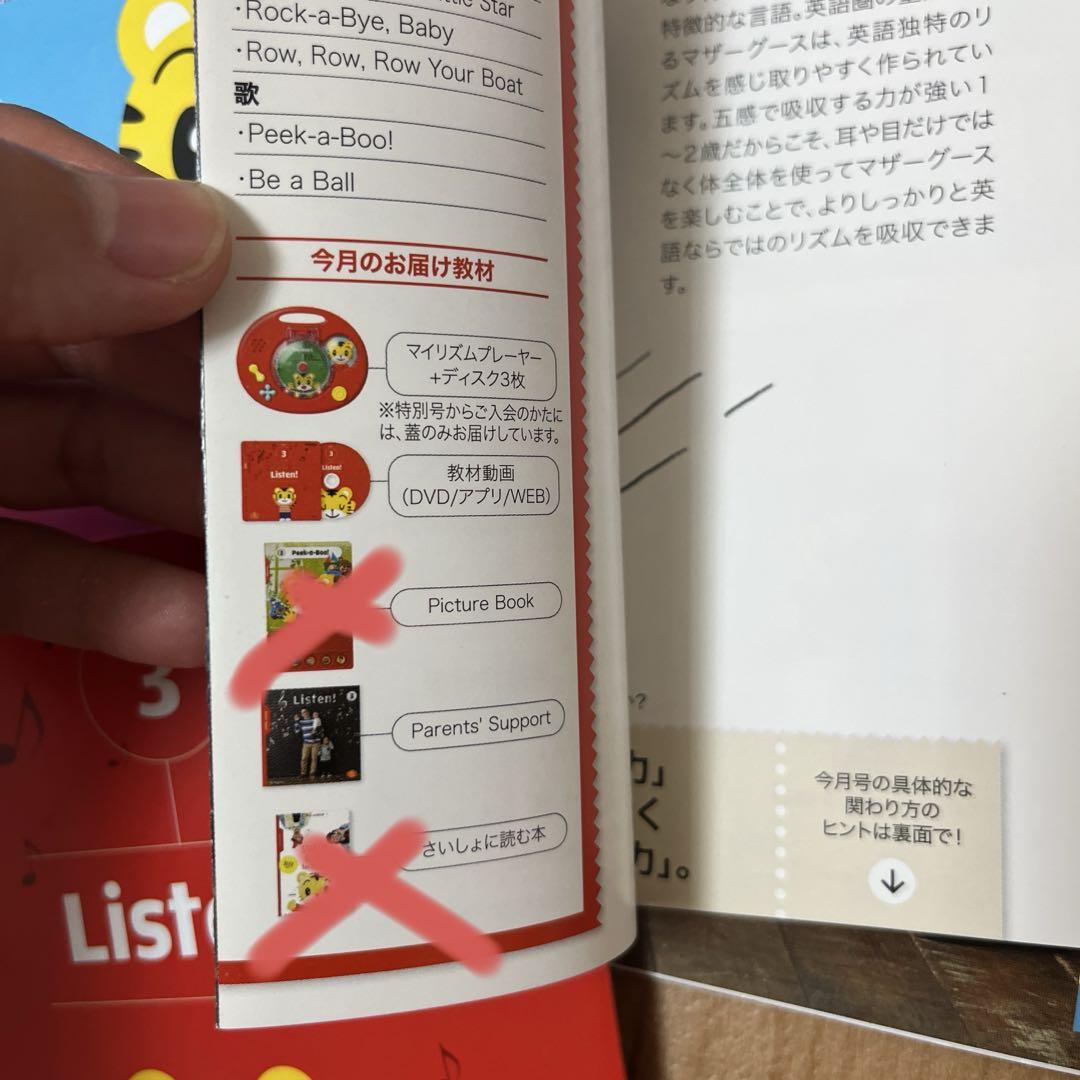 Star
・Rock-a-Bye, Baby
・Row, Row, Row Your Boat
歌
・Peek-a-Boo!
・Be a Ball
今月のお届け教材
マイリズムプレーヤー
+ディスク3枚
※特別号からご入会のかたに
は、蓋のみお届けしています。
3
Listen!
3
Listen!
教材動画
(DVD/アプリ/WEB)
3 Peek-a-Boo!
Picture Book
Listen! 3
Parents' Support
さいしょに読む本
特徴的な言語。英語圏の
るマザーグースは、英語独特のリ
ズムを感じ取りやすく作られてい
ます。五感で吸収する力が強い1
〜2歳だからこそ、耳や目だけでは
なく体全体を使ってマザーグース
を楽しむことで、よりしっかりと英
語ならではのリズムを吸収できま
す。
?
力」
く
力」。
今月号の具体的な
関わり方の
ヒントは裏面で!
3
Liste